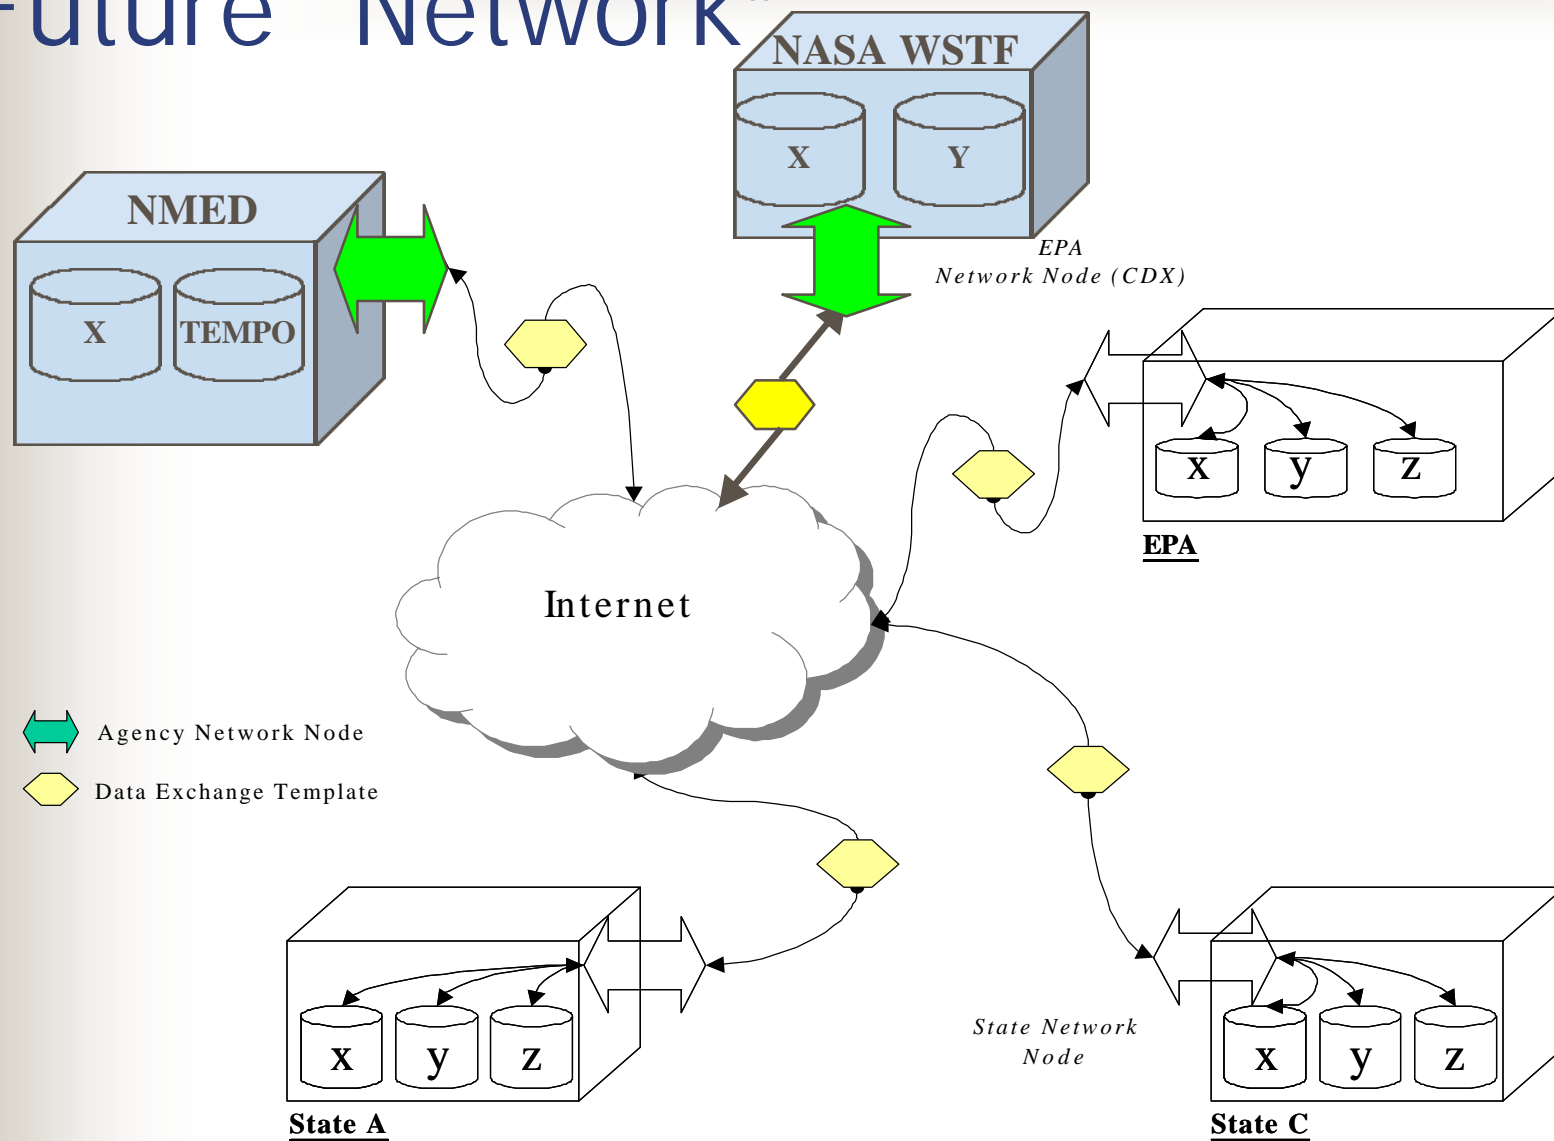 Future "Network"
NASA WSTF
X
Y
NMED
X
TEMPO
EPA
Network Node (CDX)
x
y
z
EPA
Internet
Agency Network Node
Data Exchange Template
State Network
Node
x
y
z
State A
x
y
z
State C